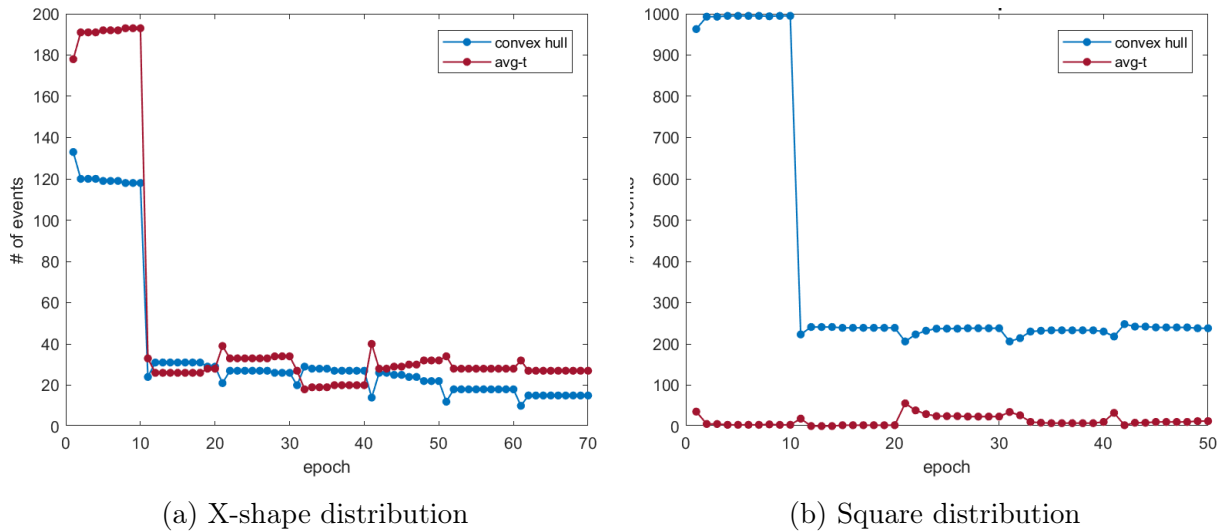 200
180
160
140
120
100
80
60
40
20
0
# of events
convex hull
avg-t
0 10 20 30 40 50 60 70
epoch
(a) X-shape distribution
1000
900
800
700
600
500
400
300
200
100
0
of events
convex hull
avg-t
0 10 20 30 40 50
epoch
(b) Square distribution